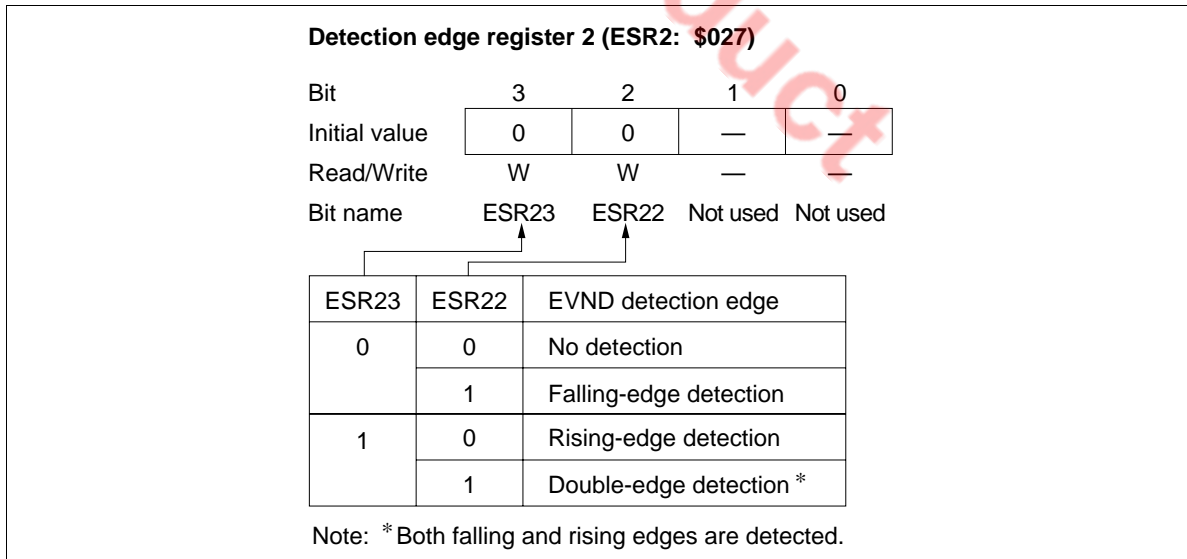 Detection edge register 2 (ESR2: $027)
Bit 3 2 1 0
Initial value 0 0 — —
Read/Write W W — —
Bit name ESR23 ESR22 Not used Not used
ESR23 ESR22 EVND detection edge
0 0 No detection
1 Falling-edge detection
1 0 Rising-edge detection
1 Double-edge detection *
Note: * Both falling and rising edges are detected.
uct